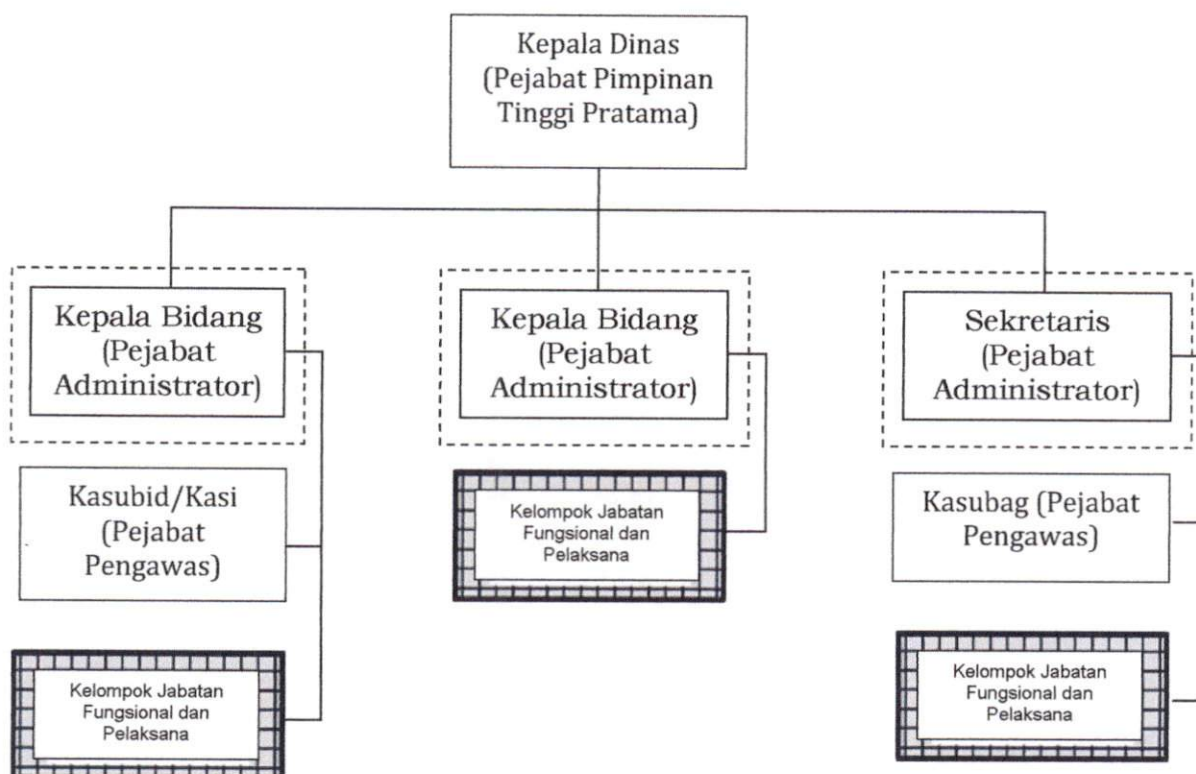 Kepala Dinas
(Pejabat Pimpinan
Tinggi Pratama)
Kepala Bidang
(Pejabat
Administrator)
Kepala Bidang
(Pejabat
Administrator)
Sekretaris
(Pejabat
Administrator)
Kasubid/Kasi
(Pejabat
Pengawas)
Kelompok Jabatan
Fungsional dan
Pelaksana
Kasubag (Pejabat
Pengawas)
Kelompok Jabatan
Fungsional dan
Pelaksana
Kelompok Jabatan
Fungsional dan
Pelaksana